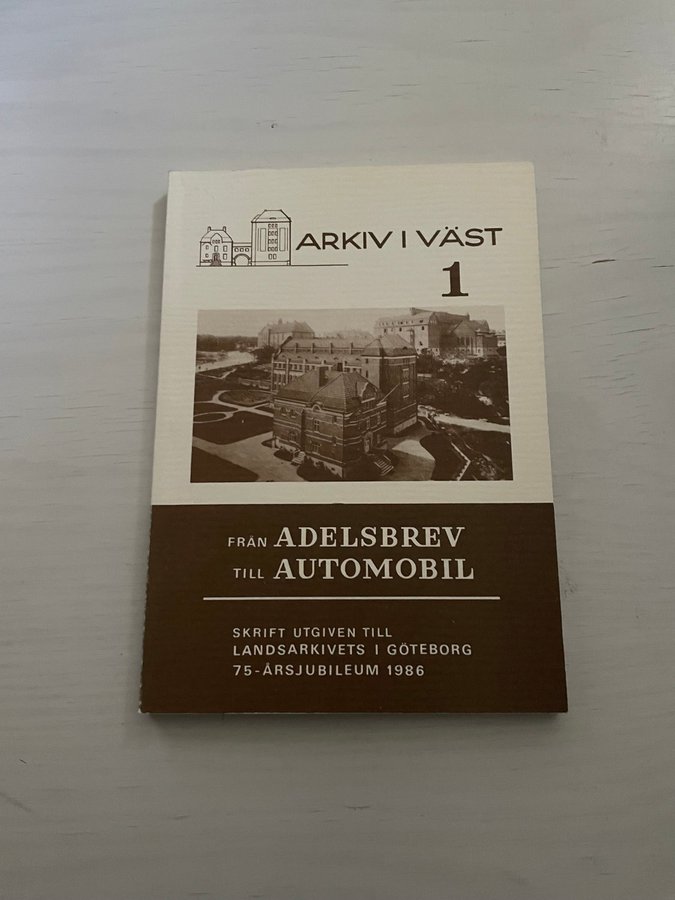 ARKIV I VÄST
1
FRÅN ADELSBREV
TILL AUTOMOBIL
SKRIFT UTGIVEN TILL
LANDSARKIVETS I GÖTEBORG
75-ÅRSJUBILEUM 1986